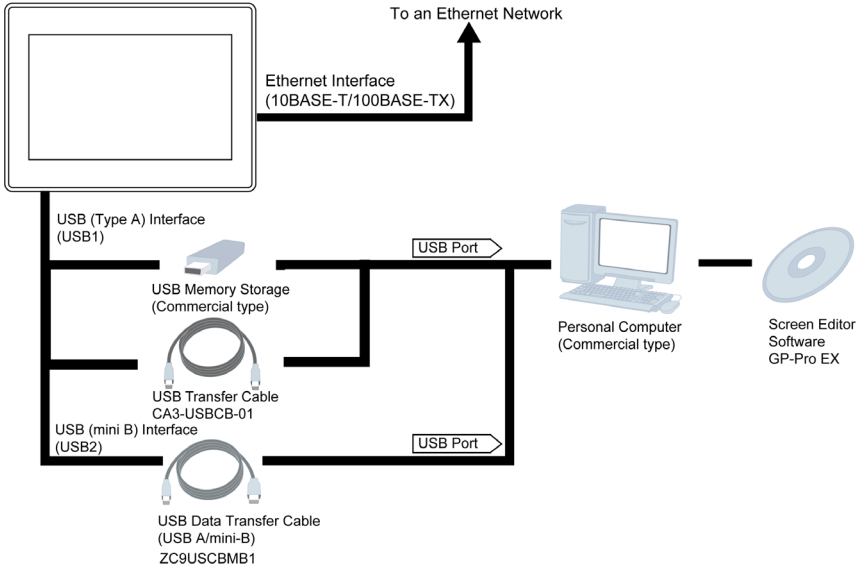 To an Ethernet Network
Ethernet Interface
(10BASE-T/100BASE-TX)
USB (Type A) Interface
(USB1)
USB Port
USB Memory Storage
(Commercial type)
Personal Computer
(Commercial type)
Screen Editor
Software
GP-Pro EX
USB Transfer Cable
CA3-USBCB-01
USB (mini B) Interface
(USB2)
USB Port
USB Data Transfer Cable
(USB A/mini-B)
ZC9USCBMB1